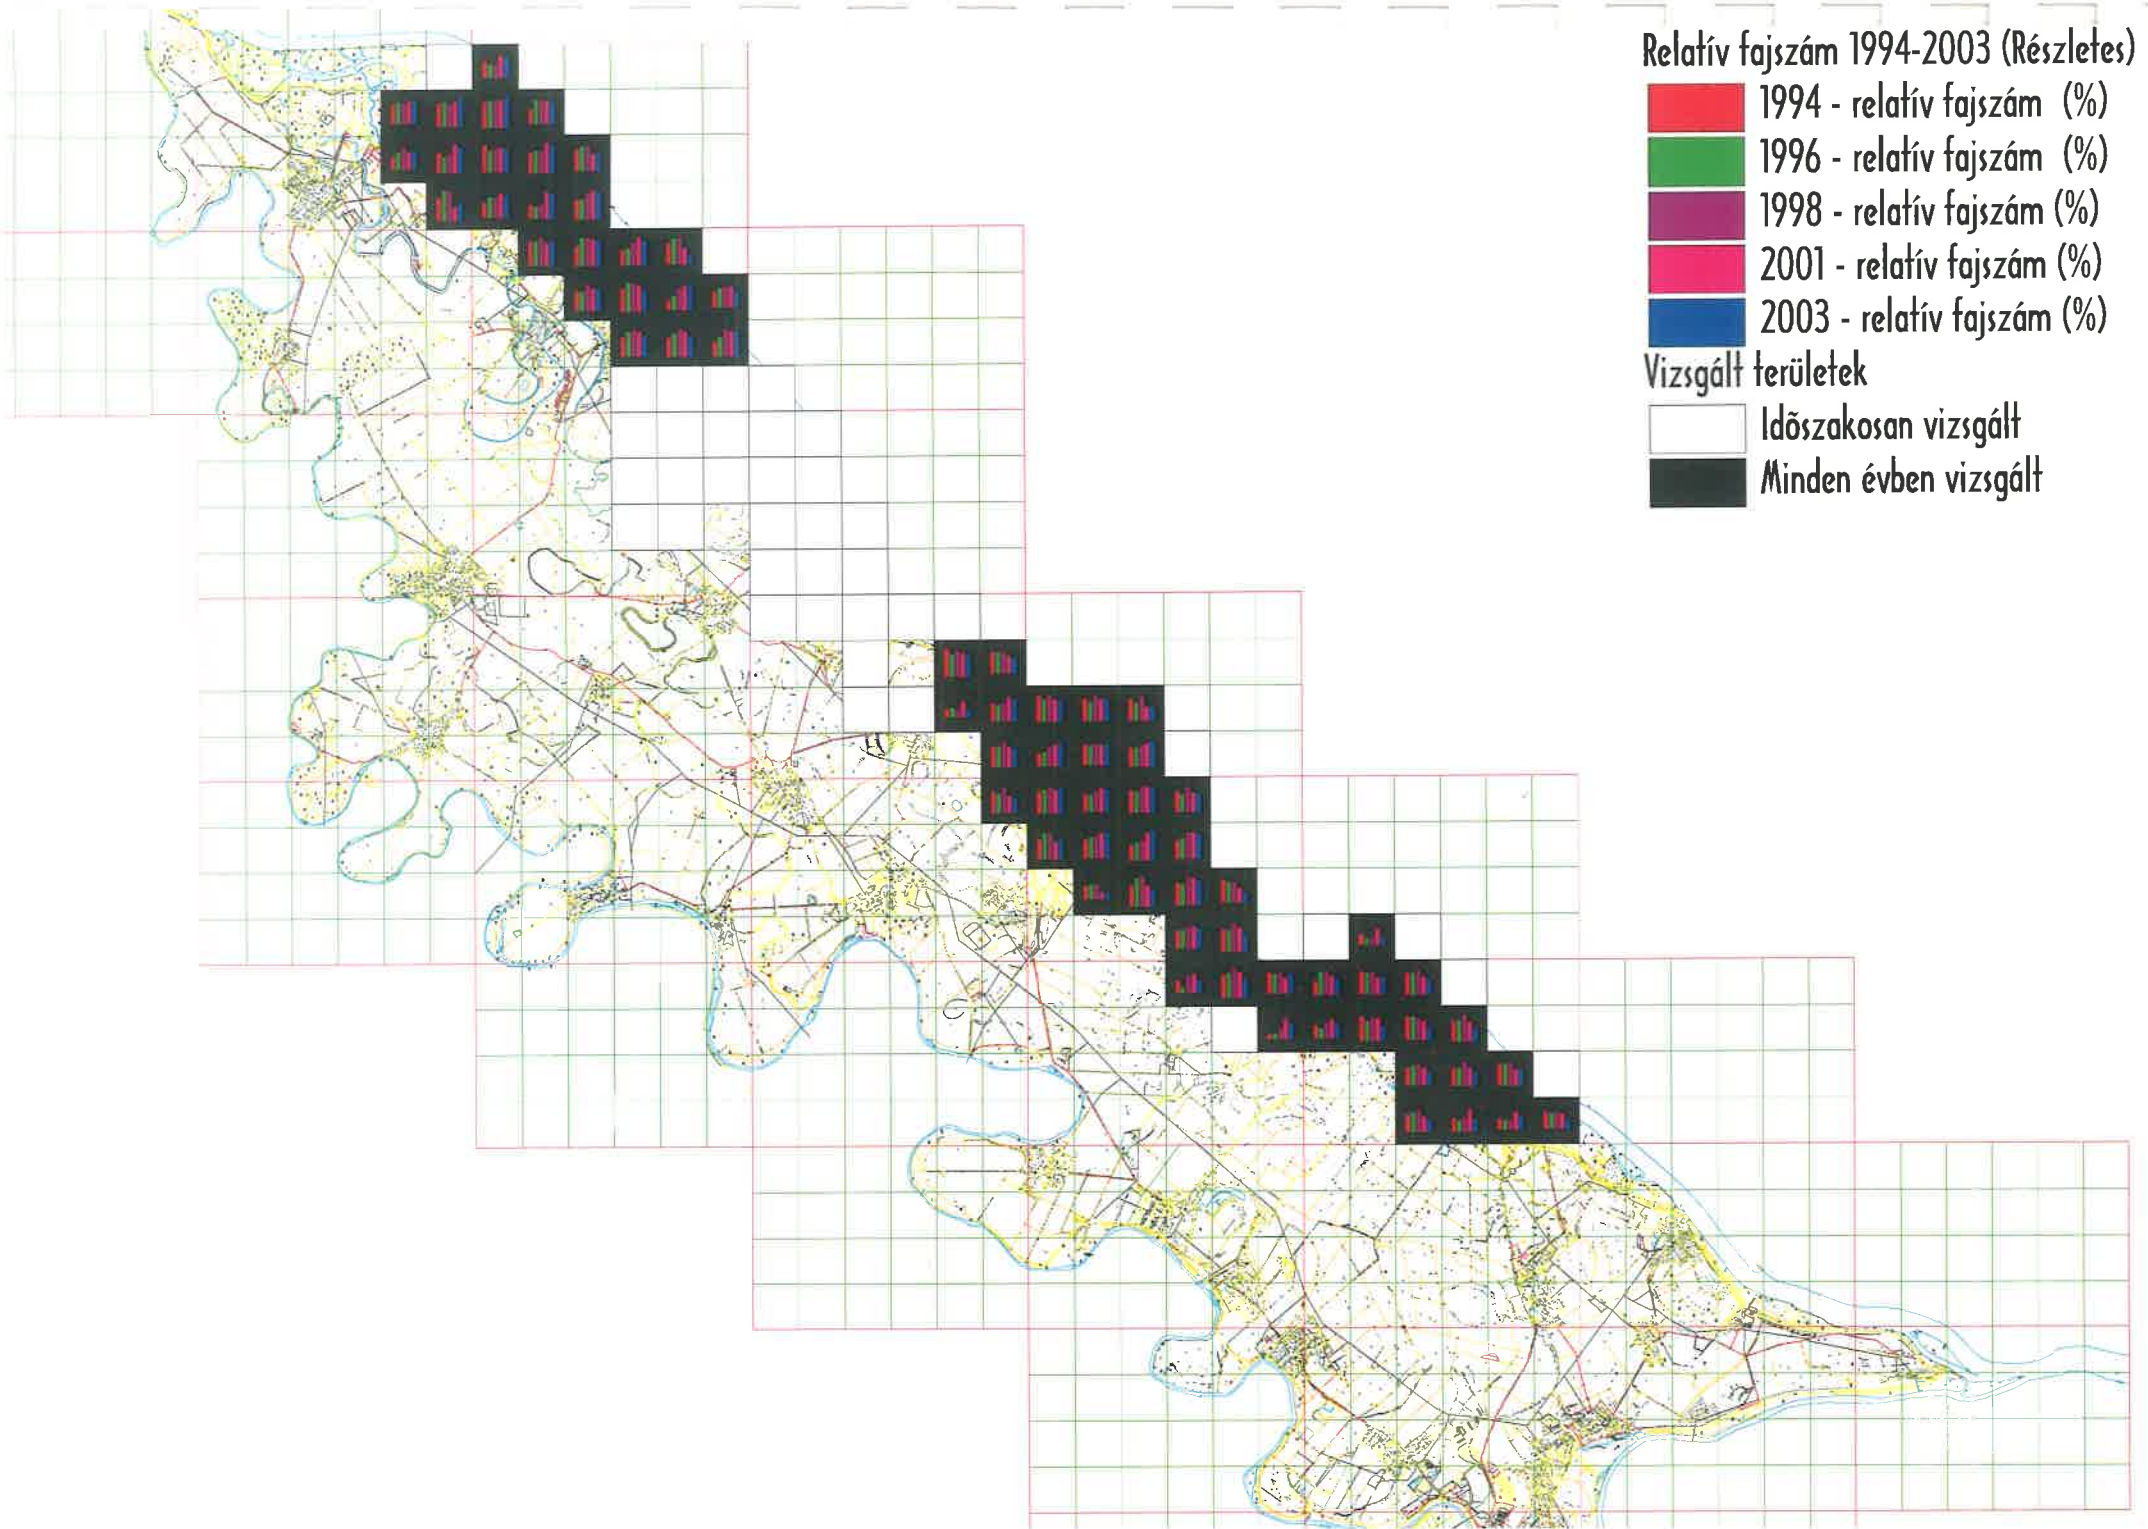 Relatív fajszám 1994-2003 (Részletes)
1994 - relatív fajszám (%)
1996 - relatív fajszám (%)
1998 - relatív fajszám (%)
2001 - relatív fajszám (%)
2003 - relatív fajszám (%)
Vizsgált területek
Idõszakosan vizsgált
Minden évben vizsgált